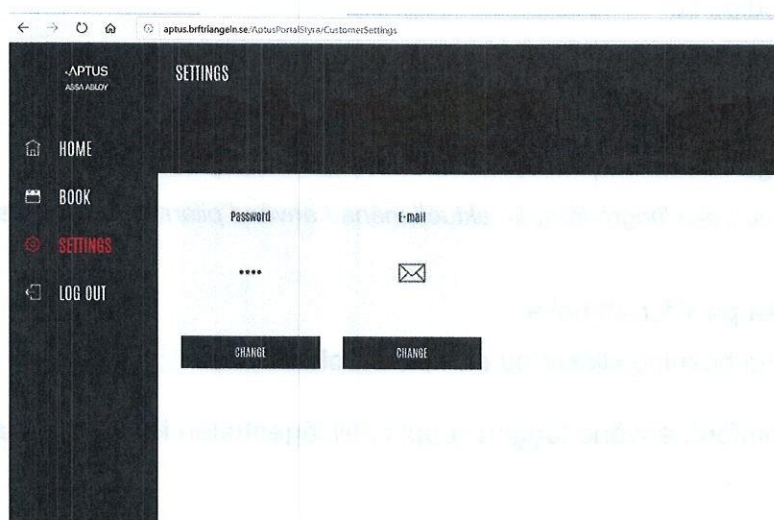 aptus.brftriangeln.se/AptusPortalStyra/CustomerSettings
APTUS
ASSA ABLOY
SETTINGS
HOME
BOOK
SETTINGS
LOG OUT
Password
E-mail
••••
CHANGE
CHANGE